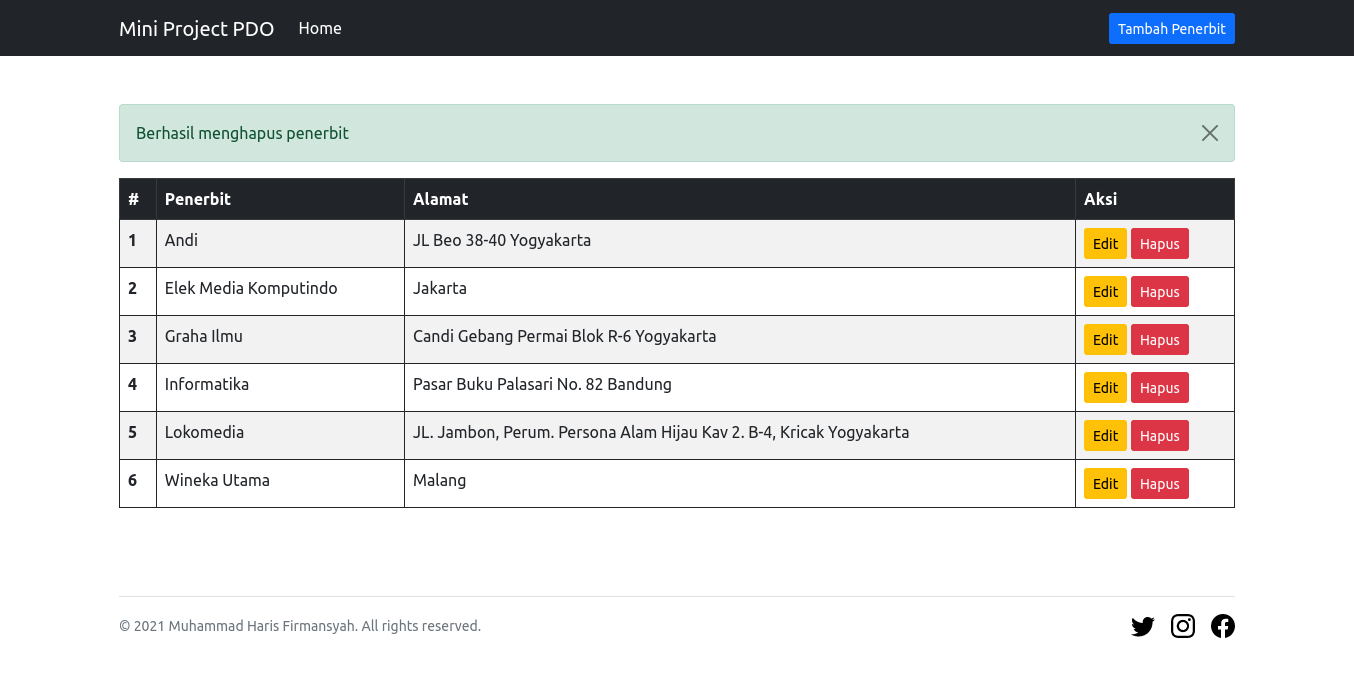 Mini Project PDO Home Tambah Penerbit
Berhasil menghapus penerbit
# Penerbit Alamat Aksi
1 Andi JL Beo 38-40 Yogyakarta Edit Hapus
2 Elek Media Komputindo Jakarta Edit Hapus
3 Graha Ilmu Candi Gebang Permai Blok R-6 Yogyakarta Edit Hapus
4 Informatika Pasar Buku Palasari No. 82 Bandung Edit Hapus
5 Lokomedia JL. Jambon, Perum. Persona Alam Hijau Kav 2. B-4, Kricak Yogyakarta Edit Hapus
6 Wineka Utama Malang Edit Hapus
© 2021 Muhammad Haris Firmansyah. All rights reserved.